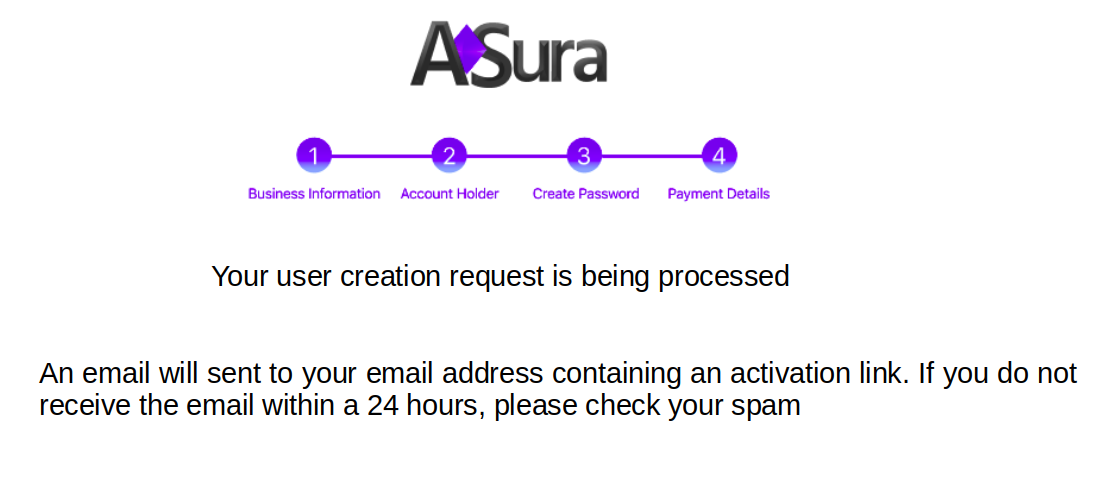 ASura
1 2 3 4
Business Information Account Holder Create Password Payment Details
Your user creation request is being processed
An email will sent to your email address containing an activation link. If you do not
receive the email within a 24 hours, please check your spam